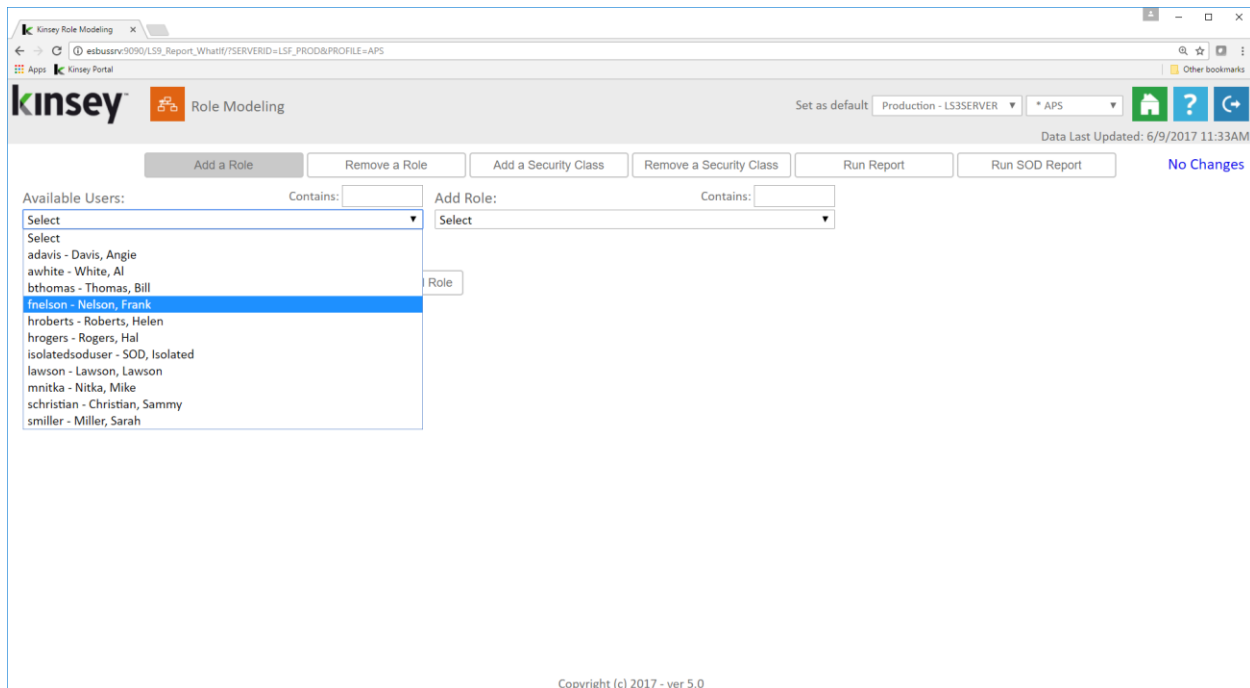 Kinsey Role Modeling
esbussrv:9090/LS9_Report_WhatIf/?SERVERID=LSF_PROD&PROFILE=APS
Apps Kinsey Portal Other bookmarks
kinsey™ Role Modeling Set as default Production - LS3SERVER * APS ?
Data Last Updated: 6/9/2017 11:33AM
Add a Role Remove a Role Add a Security Class Remove a Security Class Run Report Run SOD Report No Changes
Available Users: Contains: Add Role: Contains:
Select Select
Select
adavis - Davis, Angie
awhite - White, Al
bthomas - Thomas, Bill
Role
fnelson - Nelson, Frank
hroberts - Roberts, Helen
hrogers - Rogers, Hal
isolatedsoduser - SOD, Isolated
lawson - Lawson, Lawson
mnitka - Nitka, Mike
schristian - Christian, Sammy
smiller - Miller, Sarah
Copyright (c) 2017 - ver 5.0